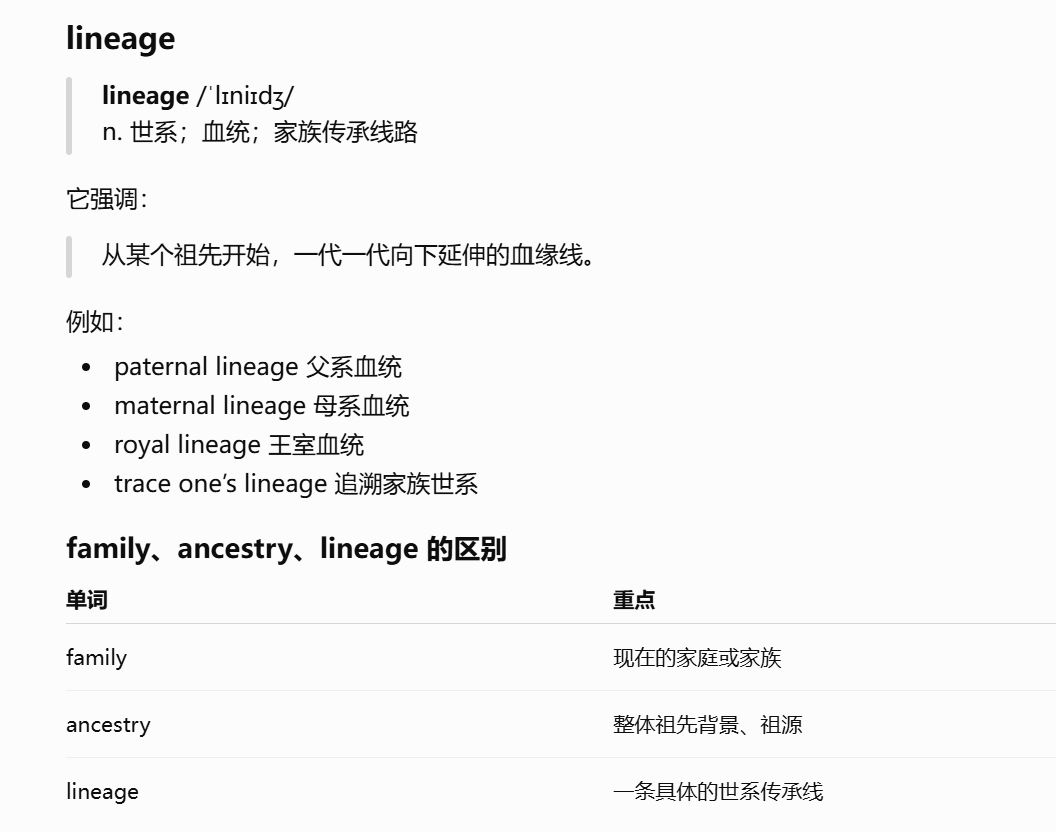 lineage
lineage /ˈlɪniɪdʒ/
n. 世系；血统；家族传承线路
它强调：
从某个祖先开始，一代一代向下延伸的血缘线。
例如：
• paternal lineage 父系血统
• maternal lineage 母系血统
• royal lineage 王室血统
• trace one’s lineage 追溯家族世系
family、ancestry、lineage 的区别
单词 重点
family 现在的家庭或家族
ancestry 整体祖先背景、祖源
lineage 一条具体的世系传承线